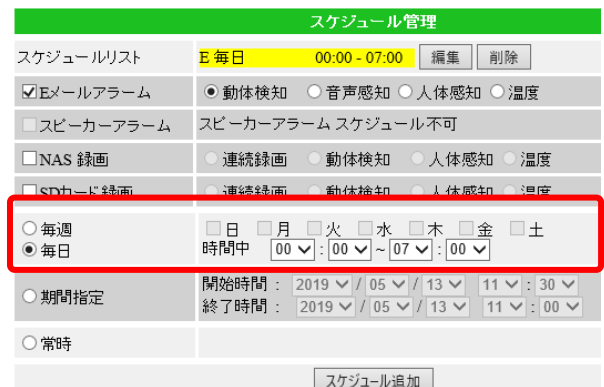 スケジュール管理
スケジュールリスト E 毎日 00:00 - 07:00 編集 削除
Eメールアラーム 動体検知 音声感知 人体感知 温度
スピーカーアラーム スピーカーアラーム スケジュール不可
NAS 録画 連続録画 動体検知 人体感知 温度
SDカード録画 連続録画 動体検知 人体感知 温度
毎週 日 月 火 水 木 金 土
毎日 時間中 00 : 00 ~ 07 : 00
期間指定 開始時間 : 2019 / 05 / 13 11 : 30
終了時間 : 2019 / 05 / 13 11 : 00
常時
スケジュール追加